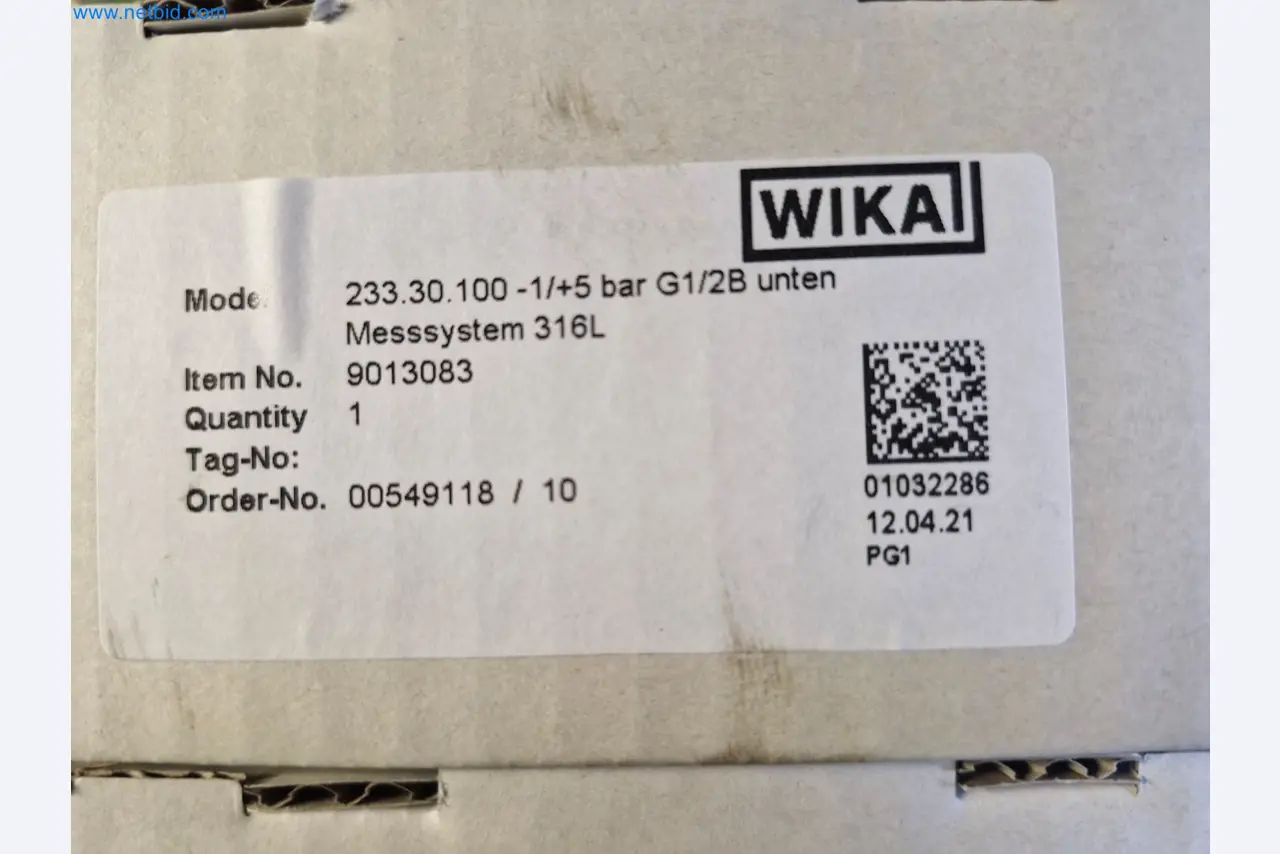 www.netbid.com
WIKA
Mode 233.30.100 -1/+5 bar G1/2B unten
Messsystem 316L
Item No. 9013083
Quantity 1
Tag-No:
Order-No. 00549118 / 10
01032286
12.04.21
PG1